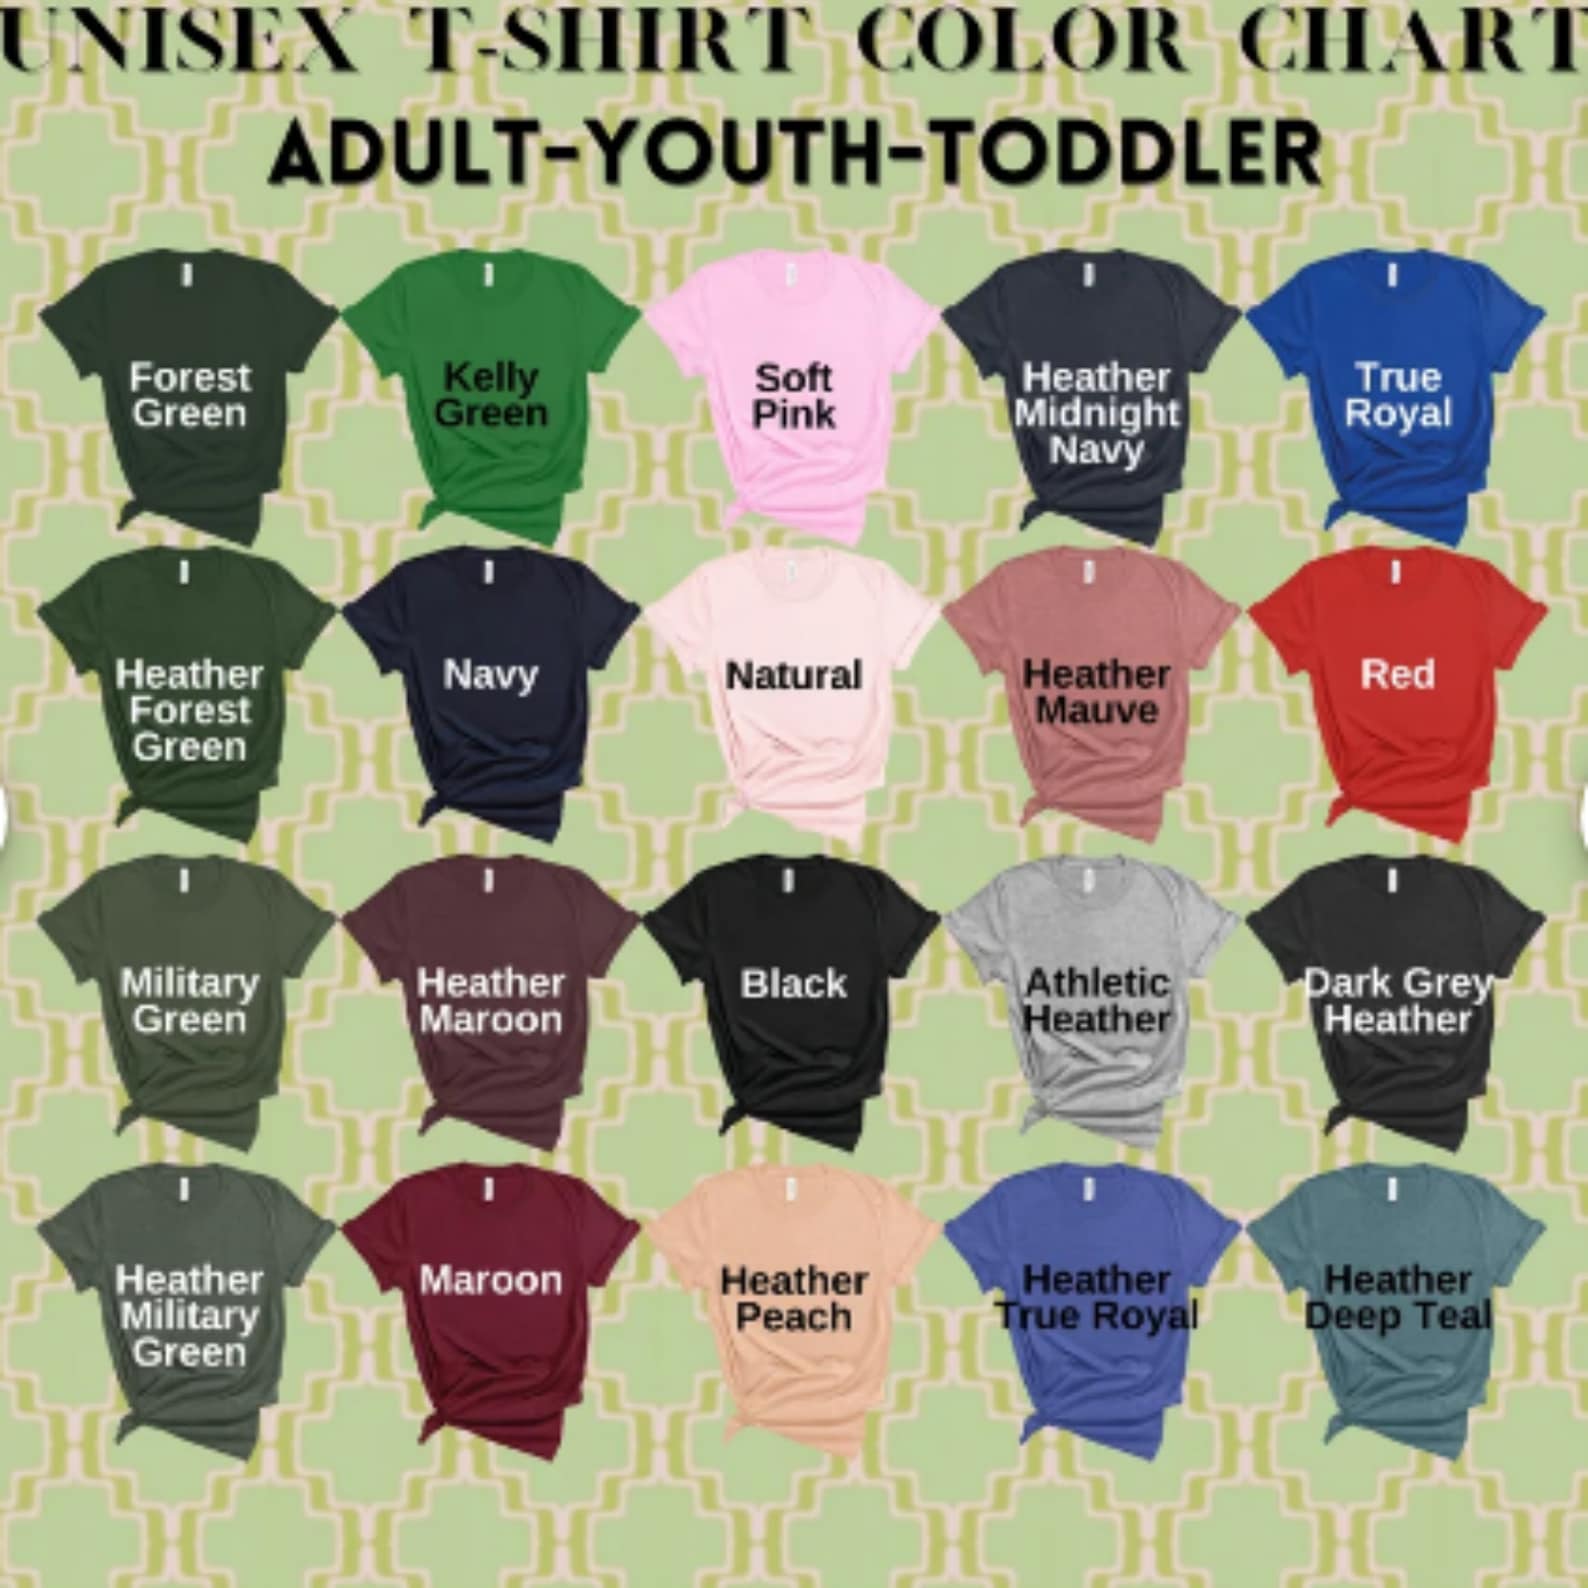 UNISEX T-SHIRT COLOR CHART
ADULT-YOUTH-TODDLER
Forest
Green
Kelly
Green
Soft
Pink
Heather
Midnight
Navy
True
Royal
Heather
Forest
Green
Navy
Natural
Heather
Mauve
Red
Military
Green
Heather
Maroon
Black
Athletic
Heather
Dark Grey
Heather
Heather
Military
Green
Maroon
Heather
Peach
Heather
True Royal
Heather
Deep Teal